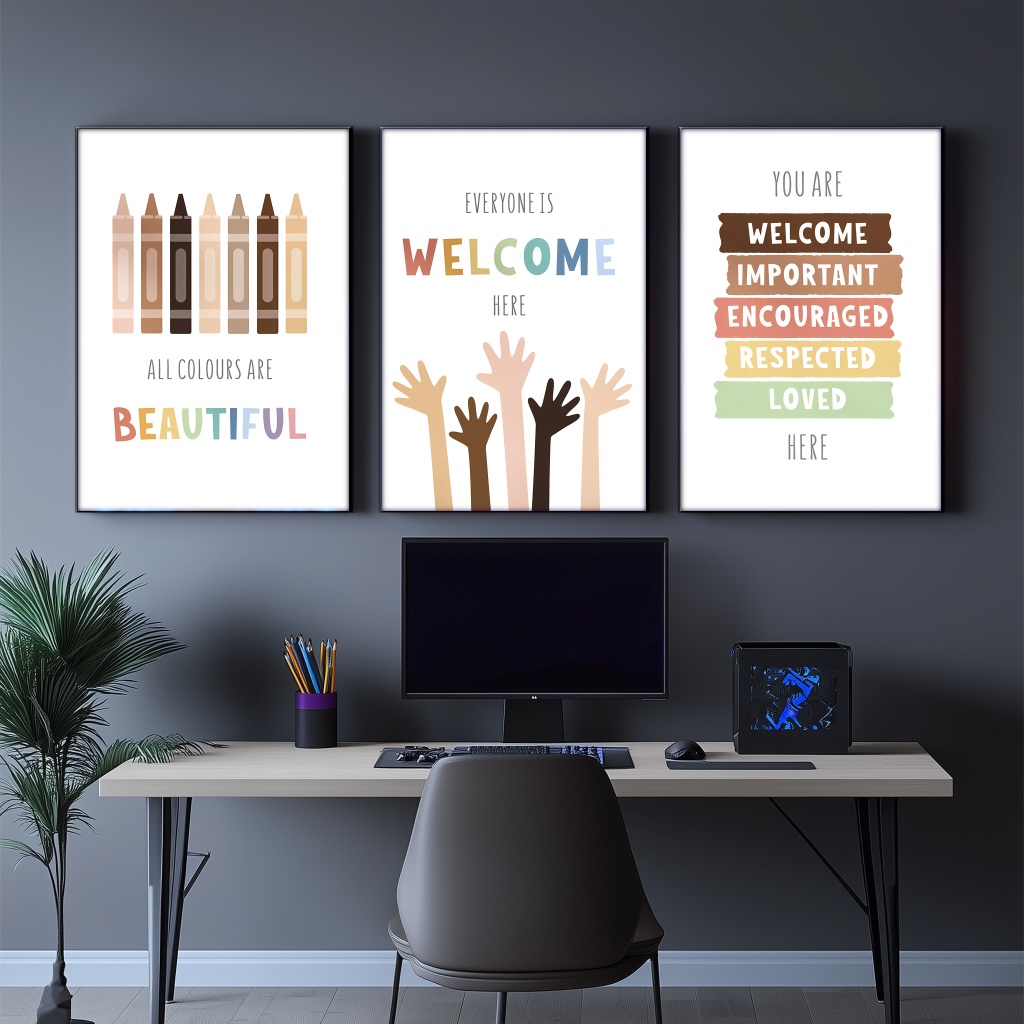 ALL COLOURS ARE
BEAUTIFUL
EVERYONE IS
WELCOME
HERE
YOU ARE
WELCOME
IMPORTANT
ENCOURAGED
RESPECTED
LOVED
HERE